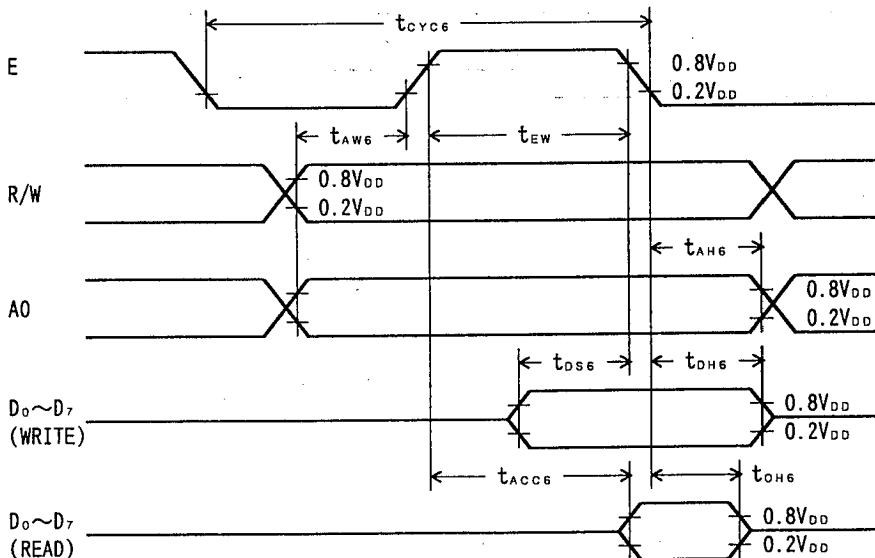 tCYC6
E
0.8VDD
0.2VDD
tAW6
tEW
R/W
0.8VDD
0.2VDD
tAH6
A0
0.8VDD
0.2VDD
tDS6
tDH6
D0~D7
(WRITE)
0.8VDD
0.2VDD
tACC6
tOH6
D0~D7
(READ)
0.8VDD
0.2VDD